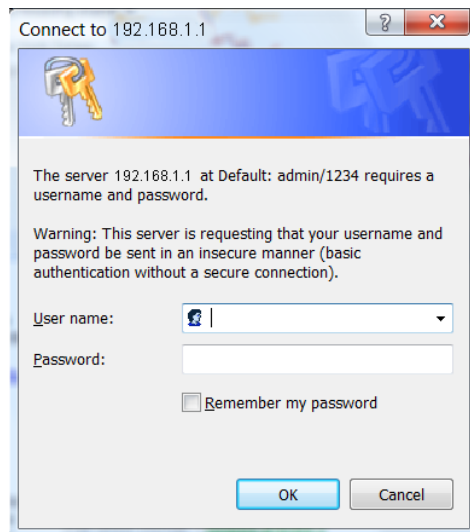 Connect to 192.168.1.1
The server 192.168.1.1 at Default: admin/1234 requires a
username and password.
Warning: This server is requesting that your username and
password be sent in an insecure manner (basic
authentication without a secure connection).
User name:
Password:
Remember my password
OK Cancel